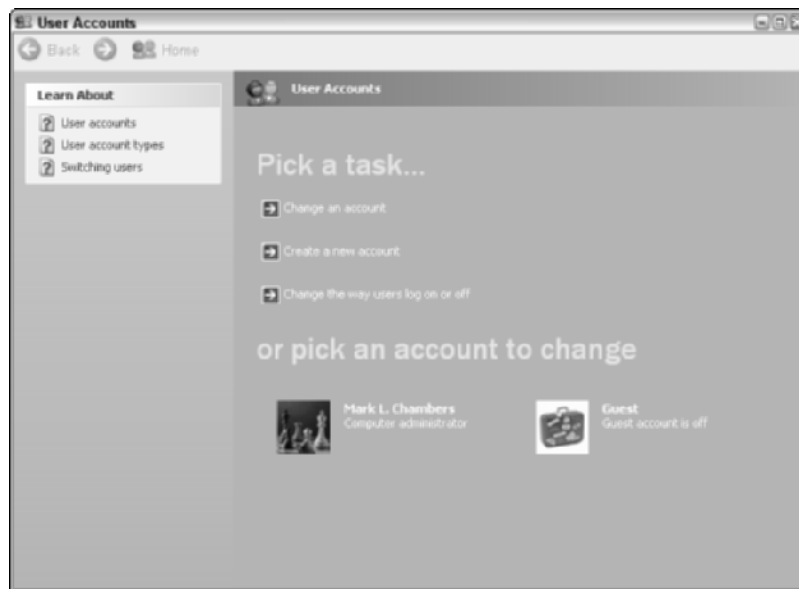 User Accounts
Back Home
Learn About
User accounts
User account types
Switching users
User Accounts
Pick a task...
Change an account
Create a new account
Change the way users log on or off
or pick an account to change
Mark L. Chambers
Computer administrator
Guest
Guest account is off